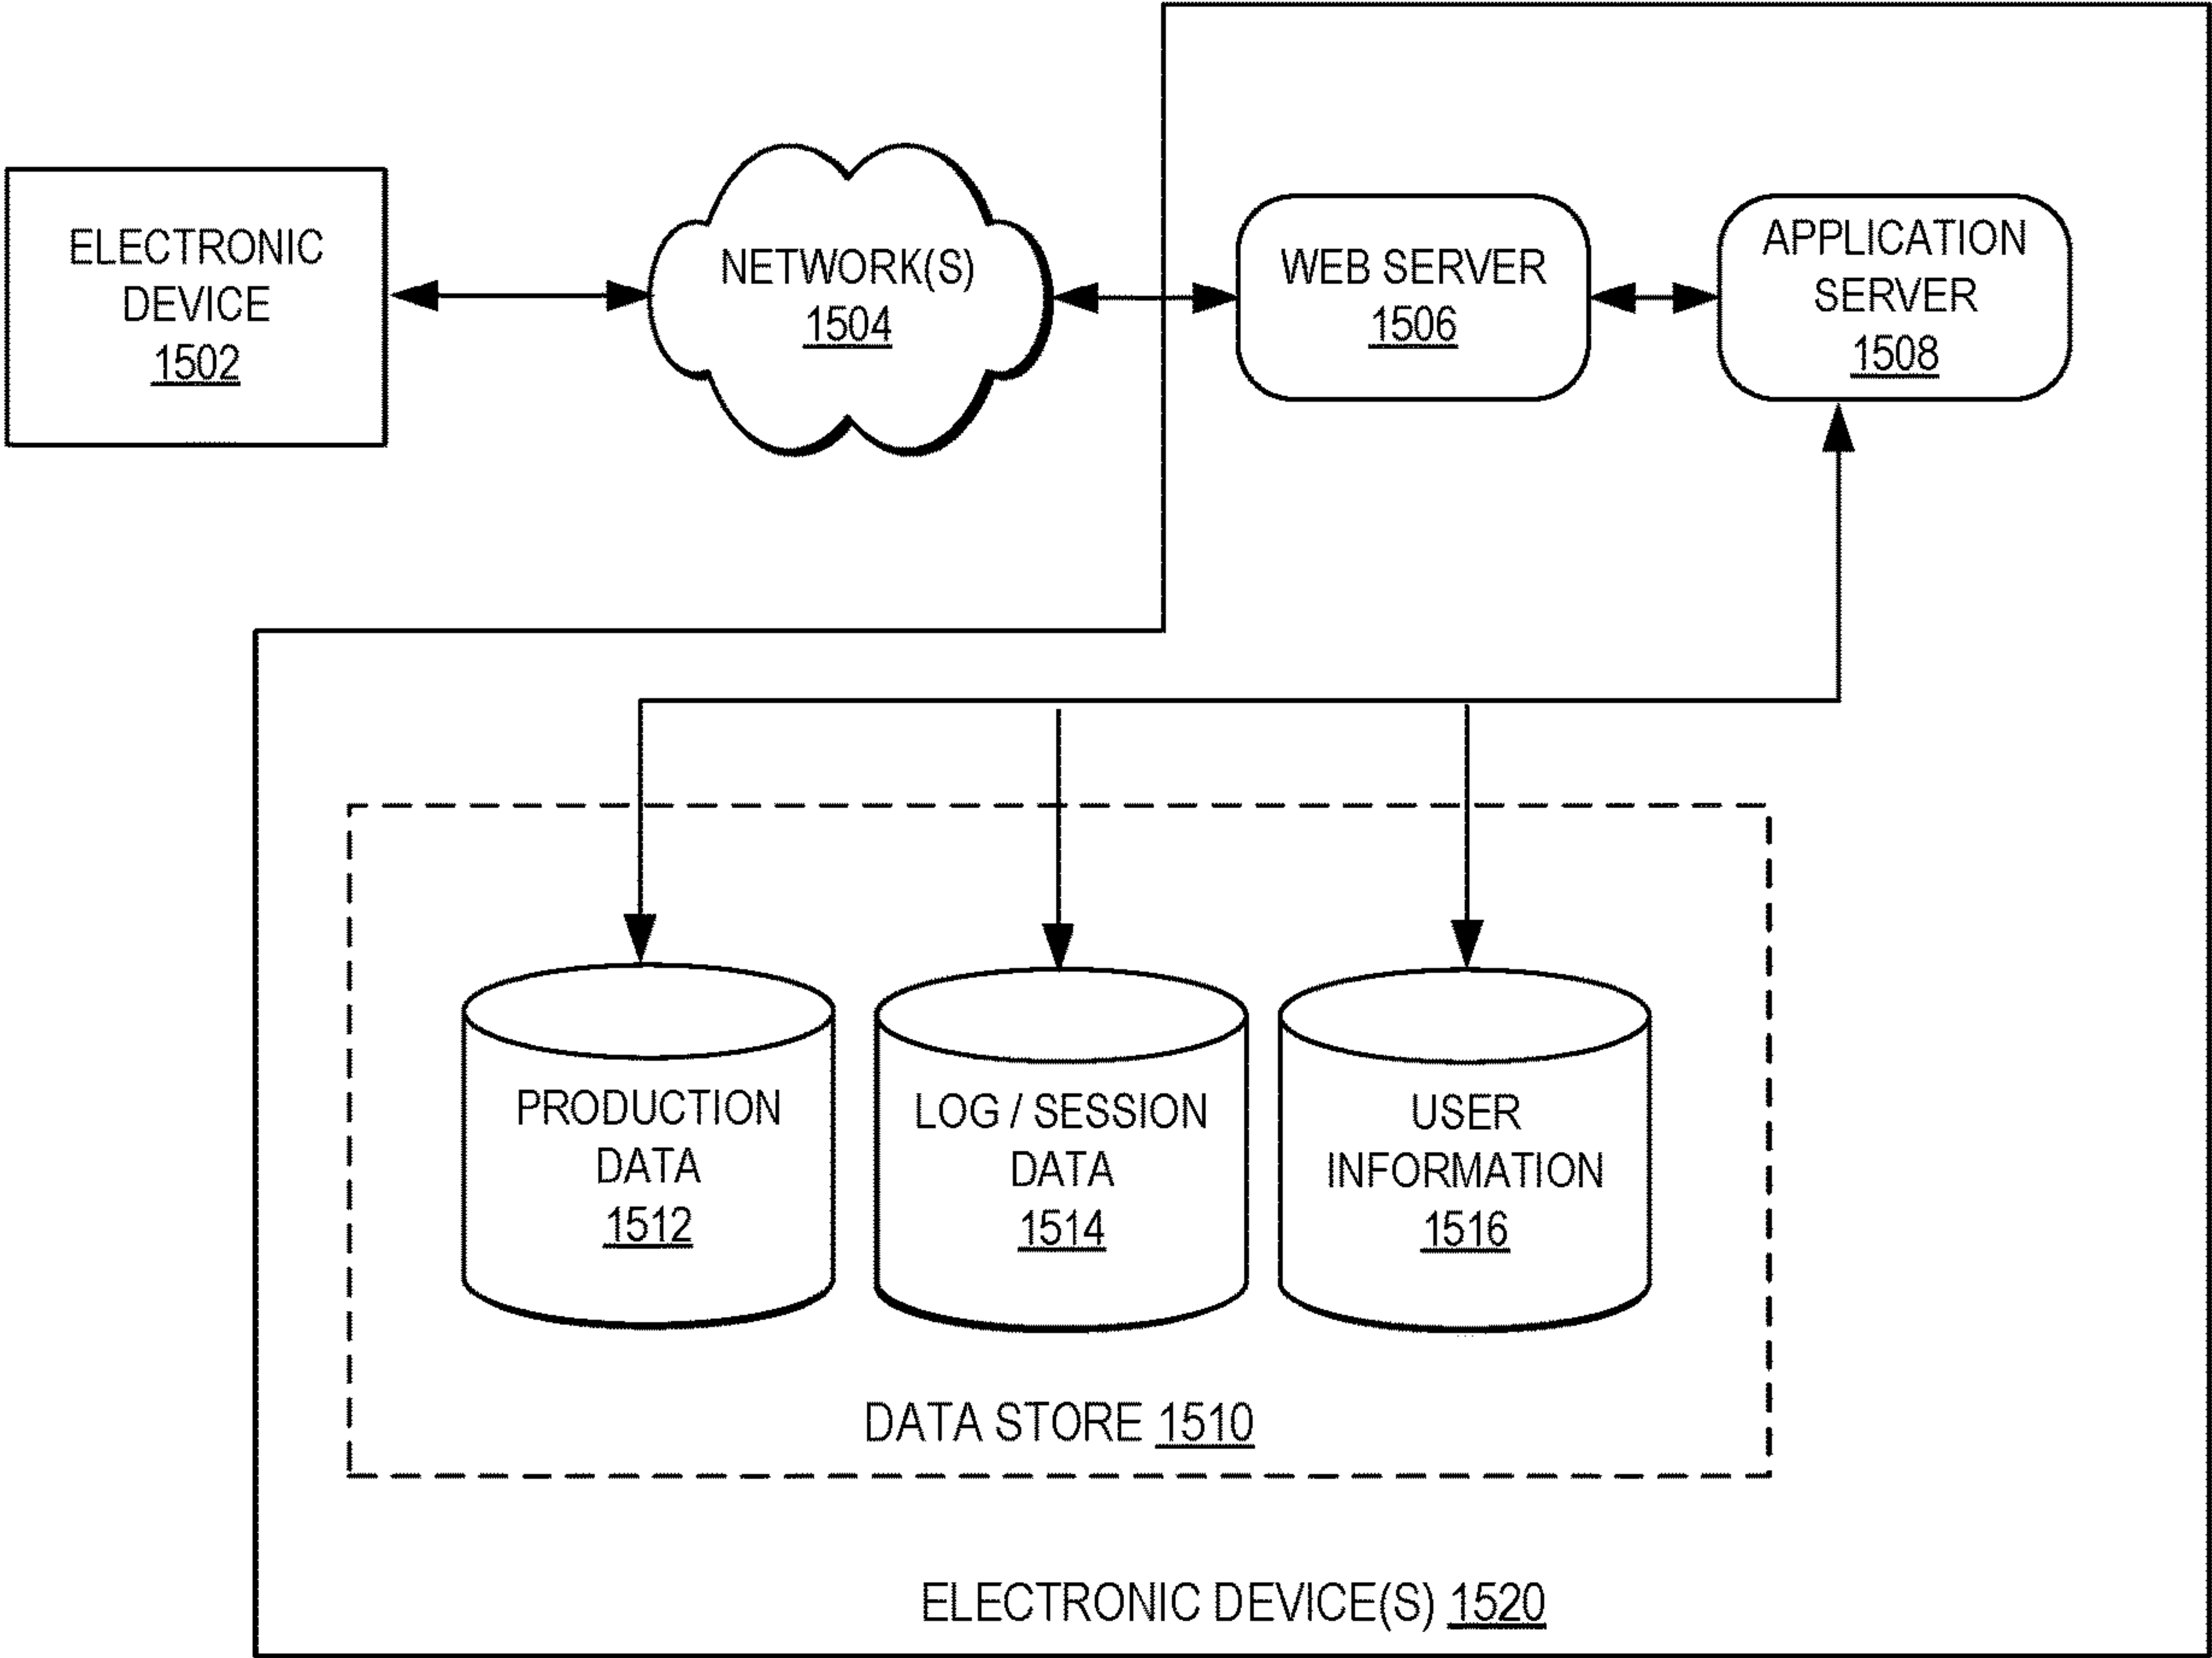 ELECTRONIC
DEVICE
1502
NETWORK(S)
1504
WEB SERVER
1506
APPLICATION
SERVER
1508
PRODUCTION
DATA
1512
LOG / SESSION
DATA
1514
USER
INFORMATION
1516
DATA STORE 1510
ELECTRONIC DEVICE(S) 1520